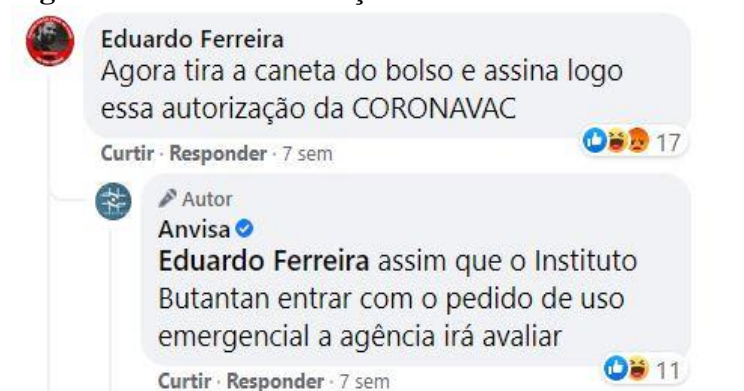 Eduardo Ferreira
Agora tira a caneta do bolso e assina logo
essa autorização da CORONAVAC
17
Curtir · Responder · 7 sem
Autor
Anvisa
Eduardo Ferreira assim que o Instituto
Butantan entrar com o pedido de uso
emergencial a agência irá avaliar
11
Curtir · Responder · 7 sem